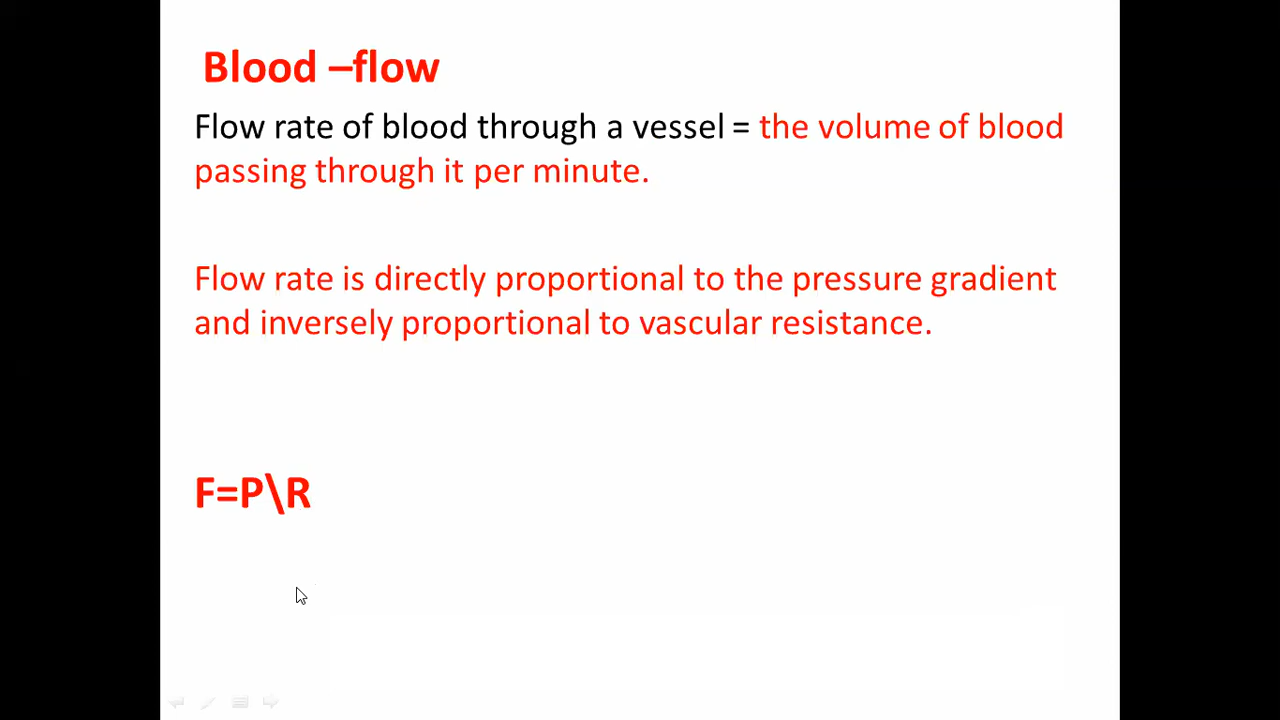 Blood –flow
Flow rate of blood through a vessel = the volume of blood
passing through it per minute.
Flow rate is directly proportional to the pressure gradient
and inversely proportional to vascular resistance.
F=P\R